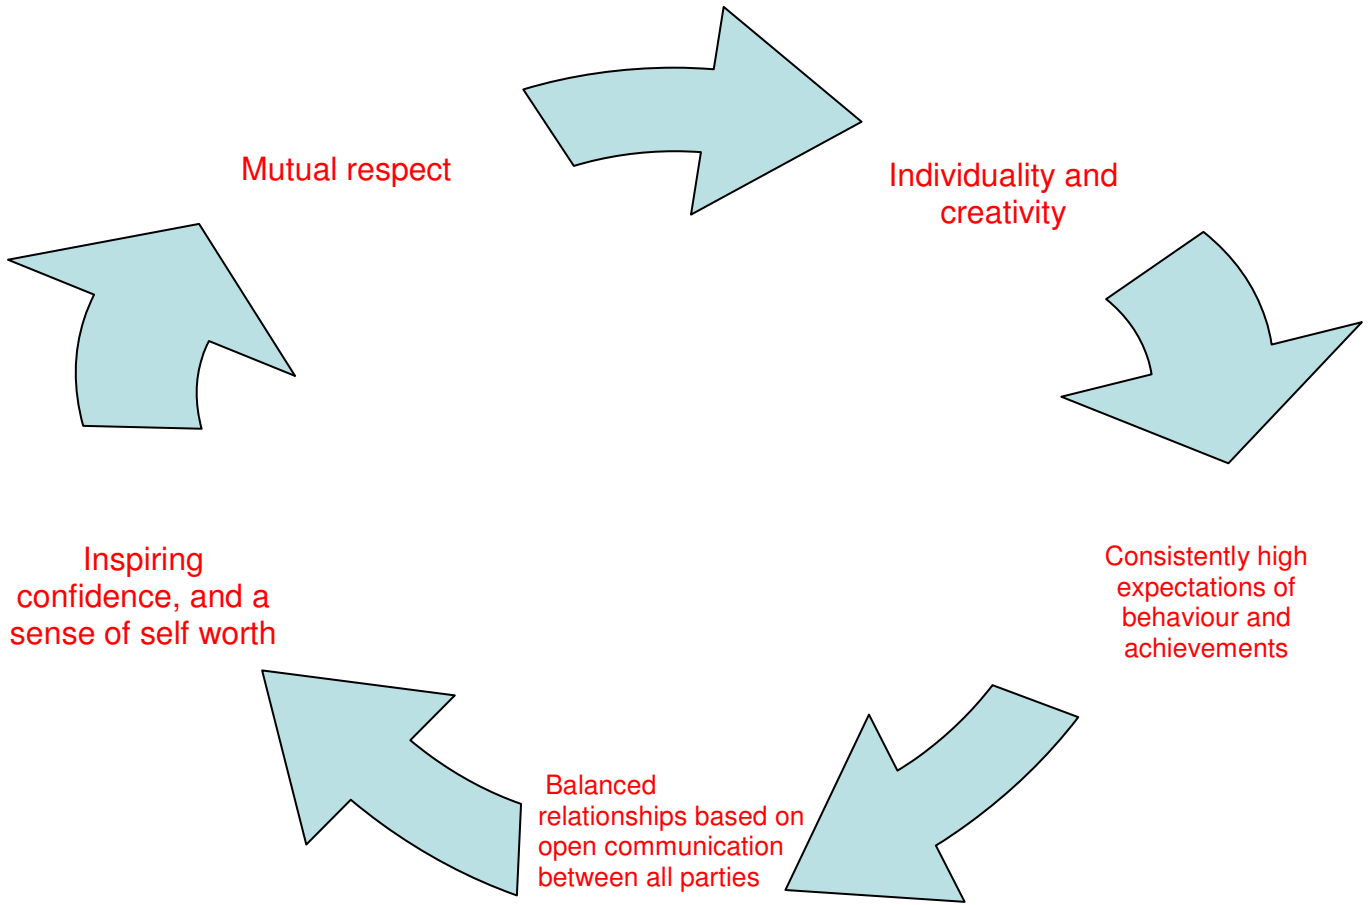 Mutual respect
Individuality and
creativity
Consistently high
expectations of
behaviour and
achievements
Balanced
relationships based on
open communication
between all parties
Inspiring
confidence, and a
sense of self worth